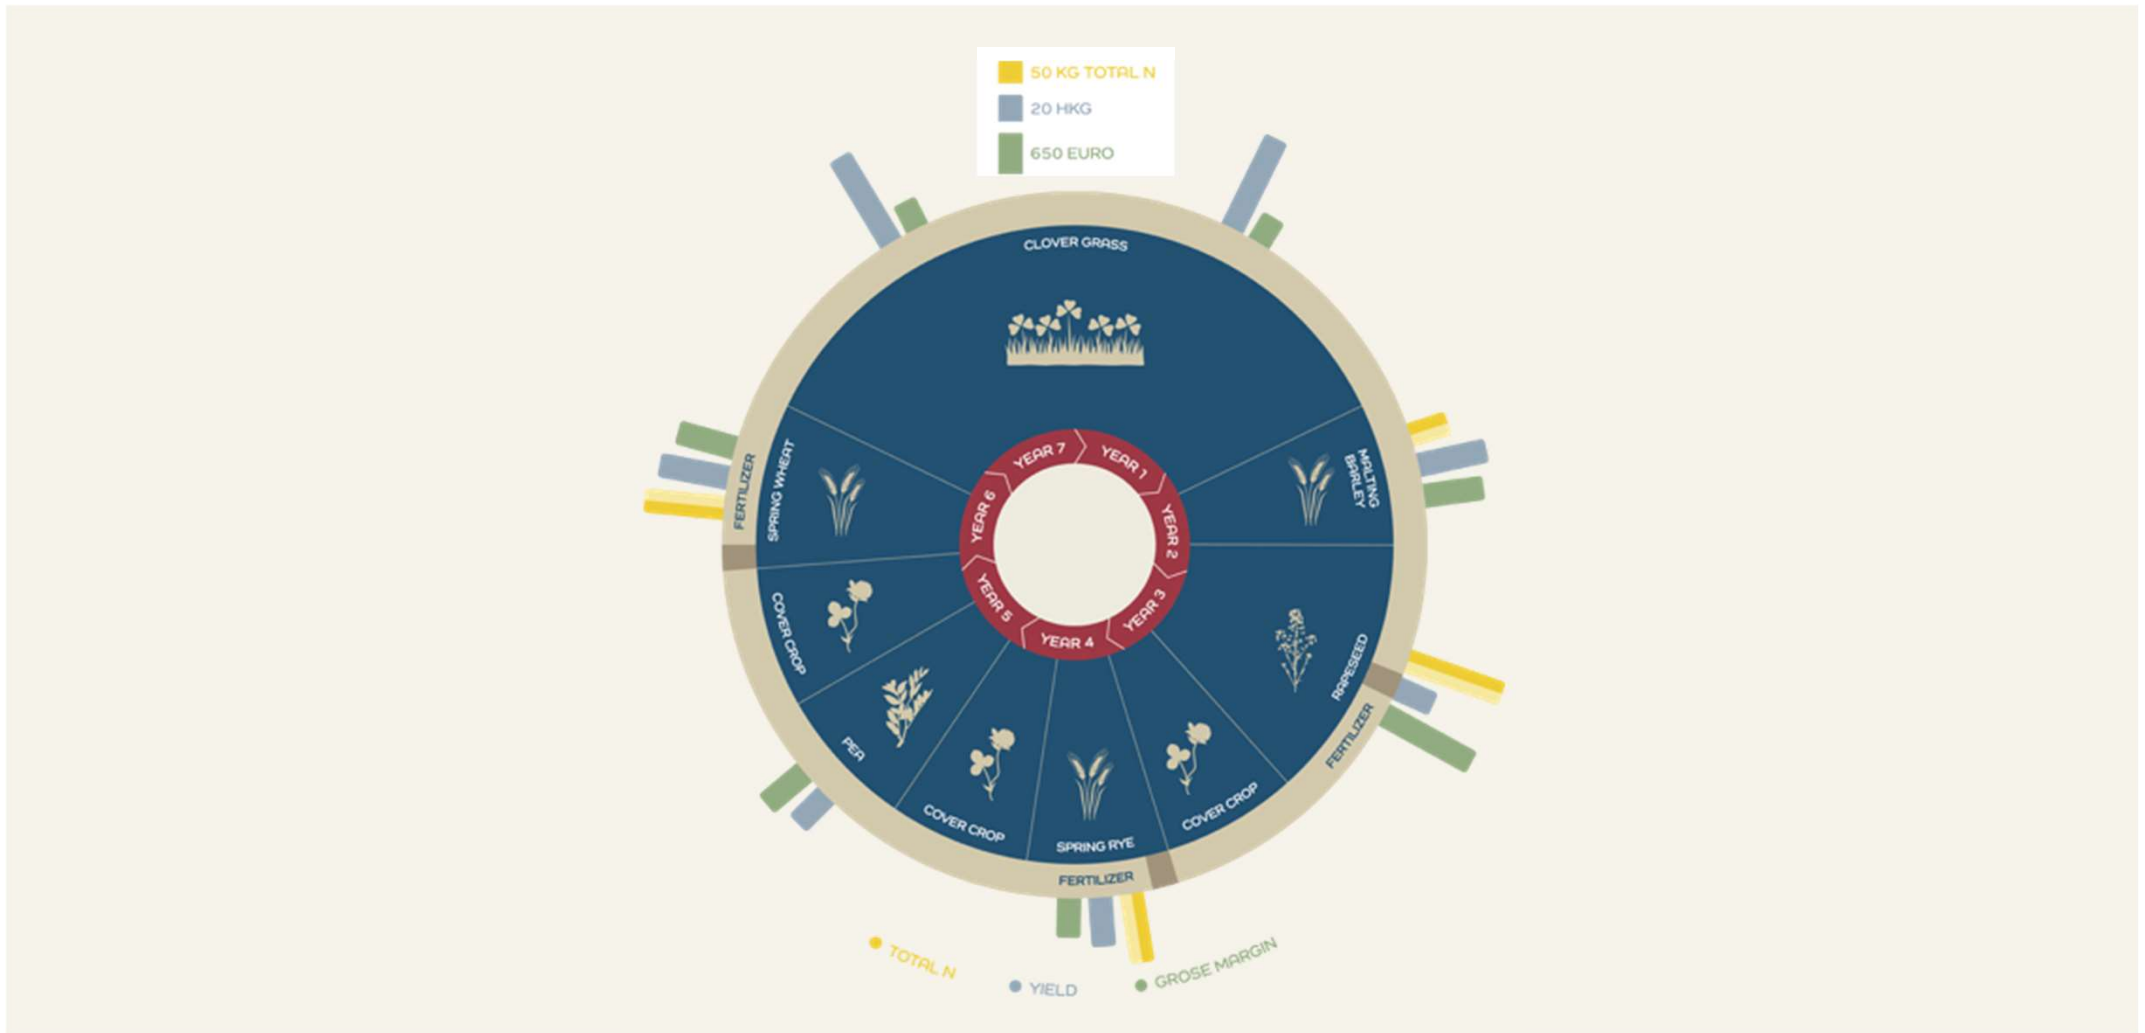 50 KG TOTAL N
20 HKG
650 EURO
CLOVER GRASS
MALTING
BARLEY
RAPESEED
FERTILIZER
COVER CROP
SPRING RYE
FERTILIZER
COVER CROP
PEA
COVER CROP
SPRING WHEAT
FERTILIZER
YEAR 1
YEAR 2
YEAR 3
YEAR 4
YEAR 5
YEAR 6
YEAR 7
TOTAL N
YIELD
GROSE MARGIN